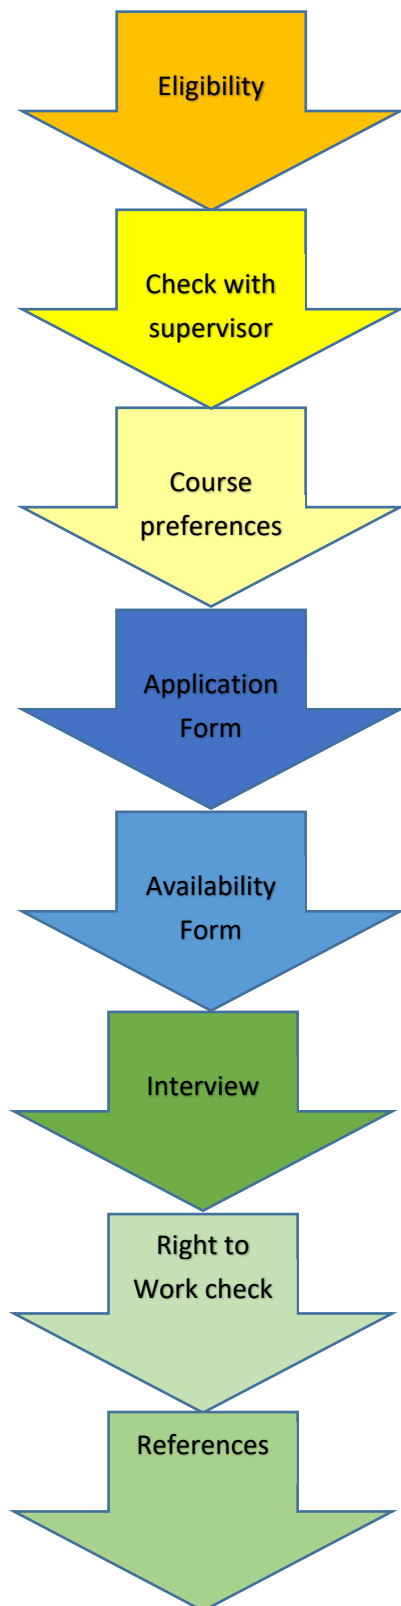 Eligibility
Check with
supervisor
Course
preferences
Application
Form
Availability
Form
Interview
Right to
Work check
References